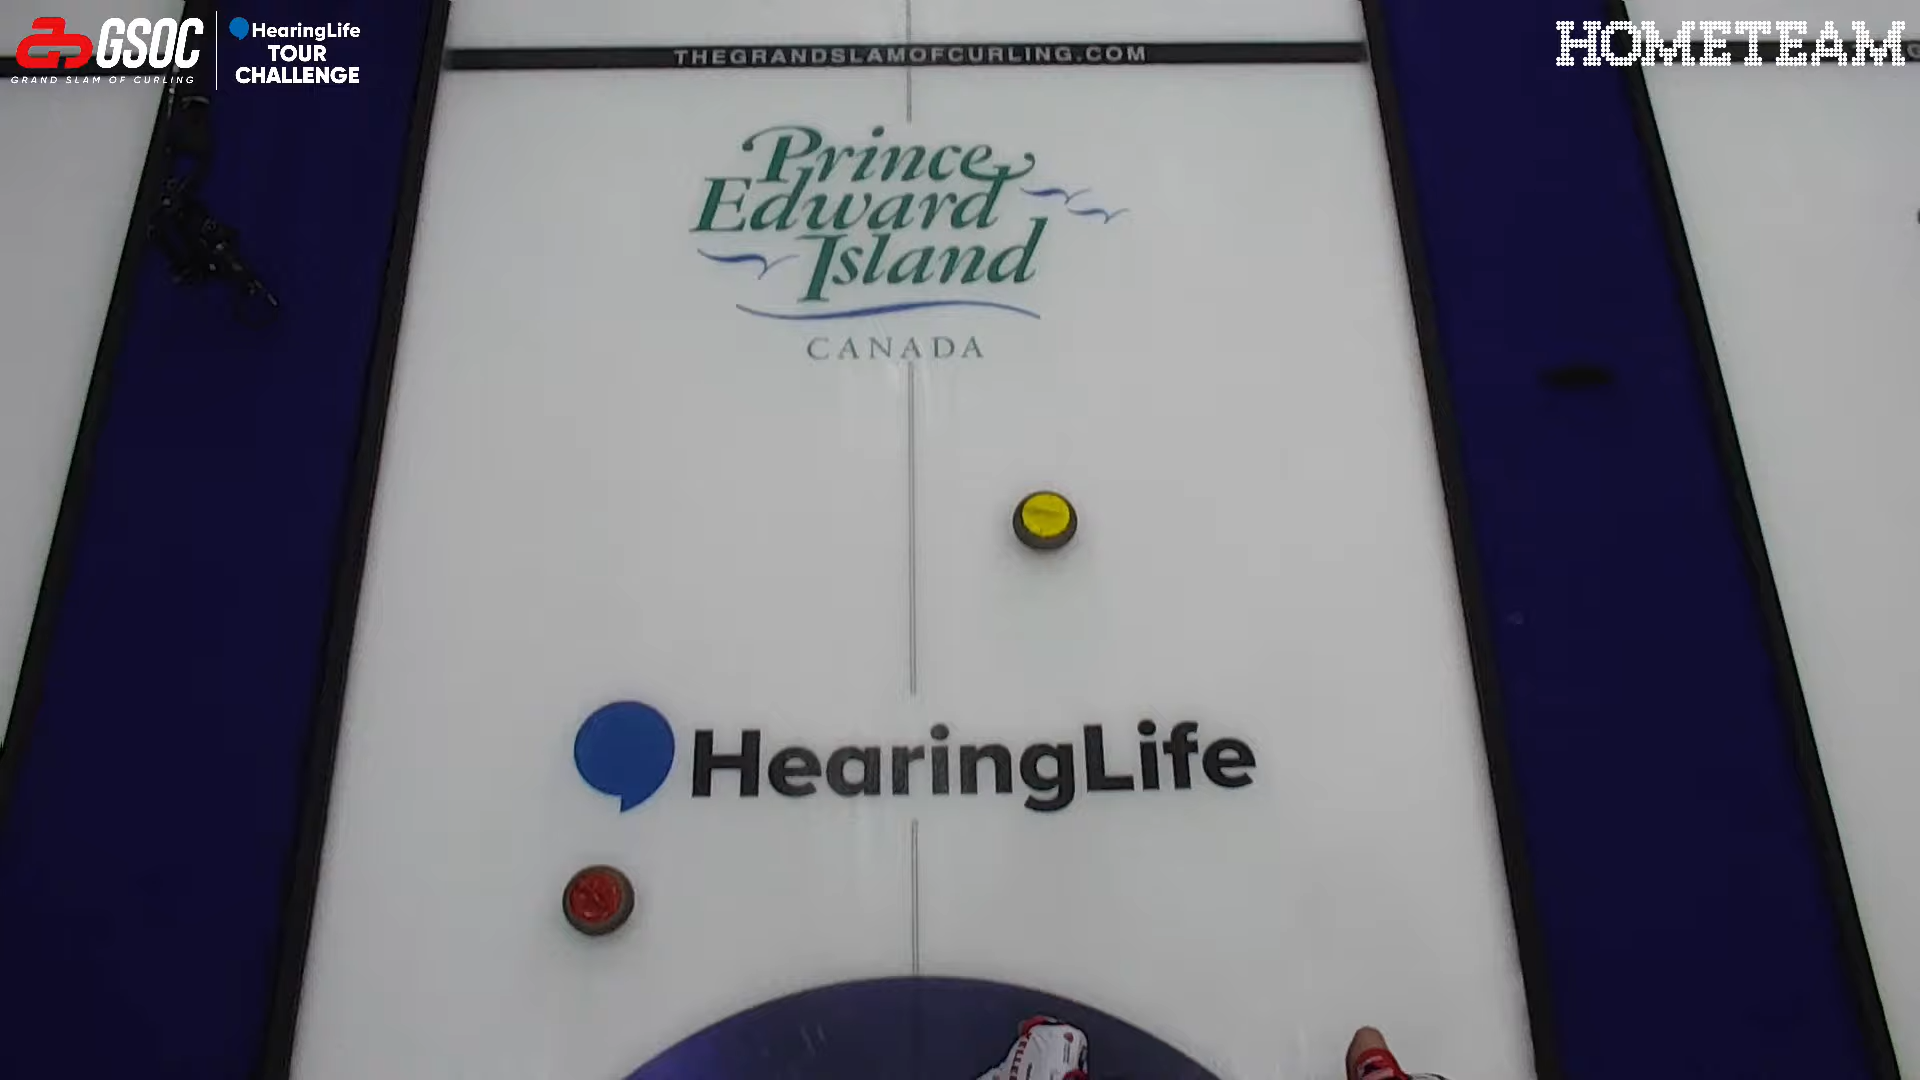 GSOC
GRAND SLAM OF CURLING
HearingLife
TOUR
CHALLENGE
THEGRANDSLAMOFCURLING.COM
HOMETEAM
Prince
Edward
Island
CANADA
HearingLife